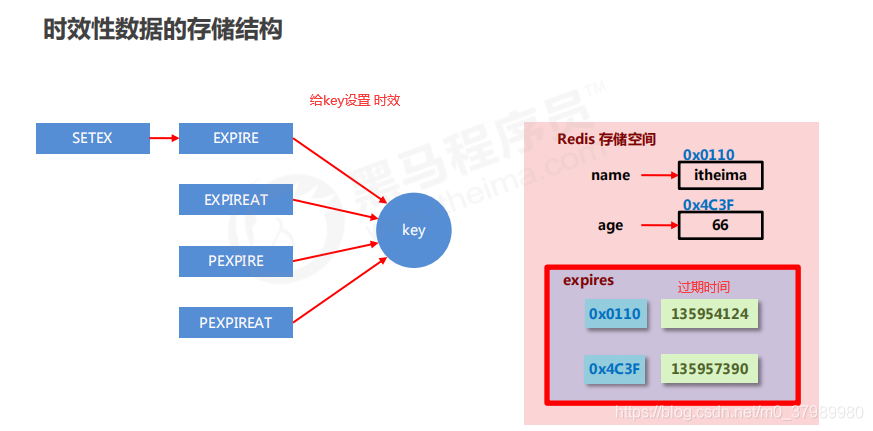 时效性数据的存储结构
给key设置 时效
SETEX
EXPIRE
EXPIREAT
PEXPIRE
PEXPIREAT
key
Redis 存储空间
0x0110
name
itheima
0x4C3F
age
66
expires
过期时间
0x0110
135954124
0x4C3F
135957390
黑马程序员™
itheima.com
https://blog.csdn.net/m0_37989980